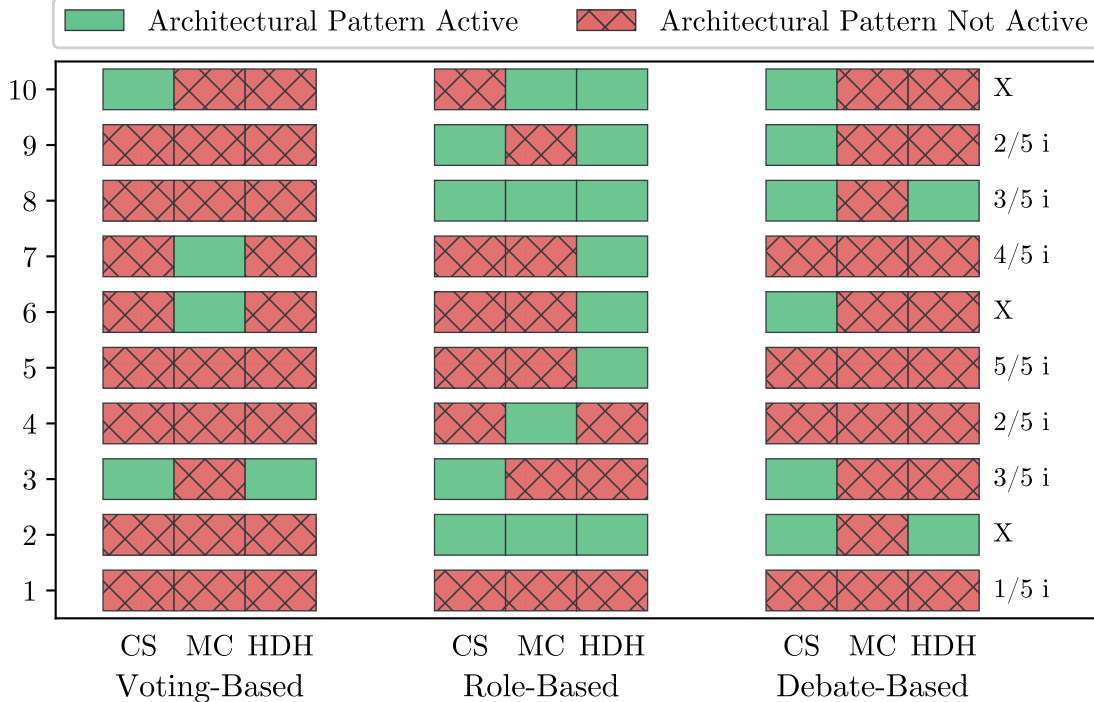 Architectural Pattern Active Architectural Pattern Not Active
10 X
9 2/5 i
8 3/5 i
7 4/5 i
6 X
5 5/5 i
4 2/5 i
3 3/5 i
2 X
1 1/5 i
CS MC HDH CS MC HDH CS MC HDH
Voting-Based Role-Based Debate-Based